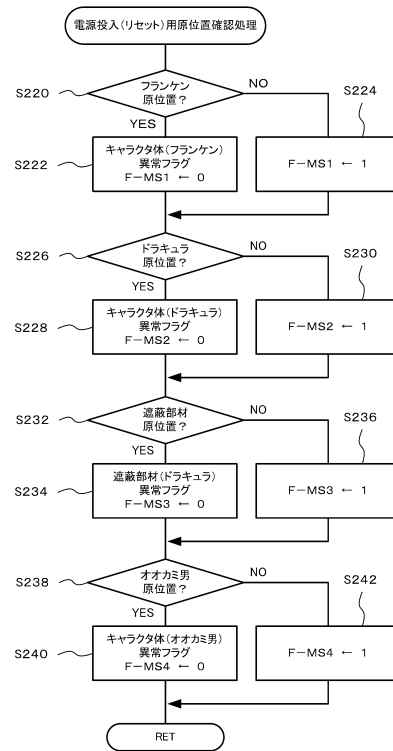 電源投入(リセット)用原位置確認処理
S220
フランケン
原位置?
NO
S224
YES
S222
キャラクタ体(フランケン)
異常フラグ
F-MS1 ← 0
F-MS1 ← 1
S226
ドラキュラ
原位置?
NO
S230
YES
S228
キャラクタ体(ドラキュラ)
異常フラグ
F-MS2 ← 0
F-MS2 ← 1
S232
遮蔽部材
原位置?
NO
S236
YES
S234
遮蔽部材(ドラキュラ)
異常フラグ
F-MS3 ← 0
F-MS3 ← 1
S238
オオカミ男
原位置?
NO
S242
YES
S240
キャラクタ体(オオカミ男)
異常フラグ
F-MS4 ← 0
F-MS4 ← 1
RET